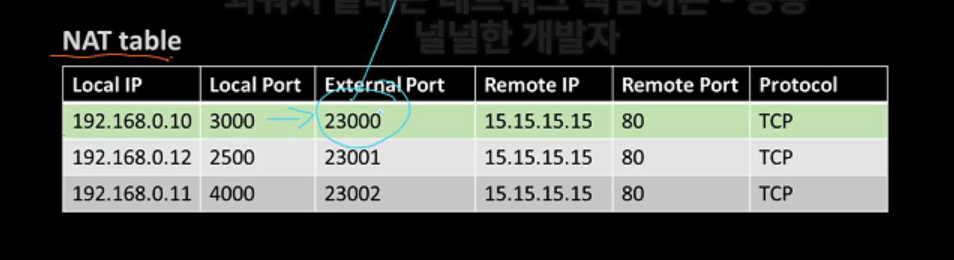 널널한 개발자
NAT table
Local IP Local Port External Port Remote IP Remote Port Protocol
192.168.0.10 3000 23000 15.15.15.15 80 TCP
192.168.0.12 2500 23001 15.15.15.15 80 TCP
192.168.0.11 4000 23002 15.15.15.15 80 TCP